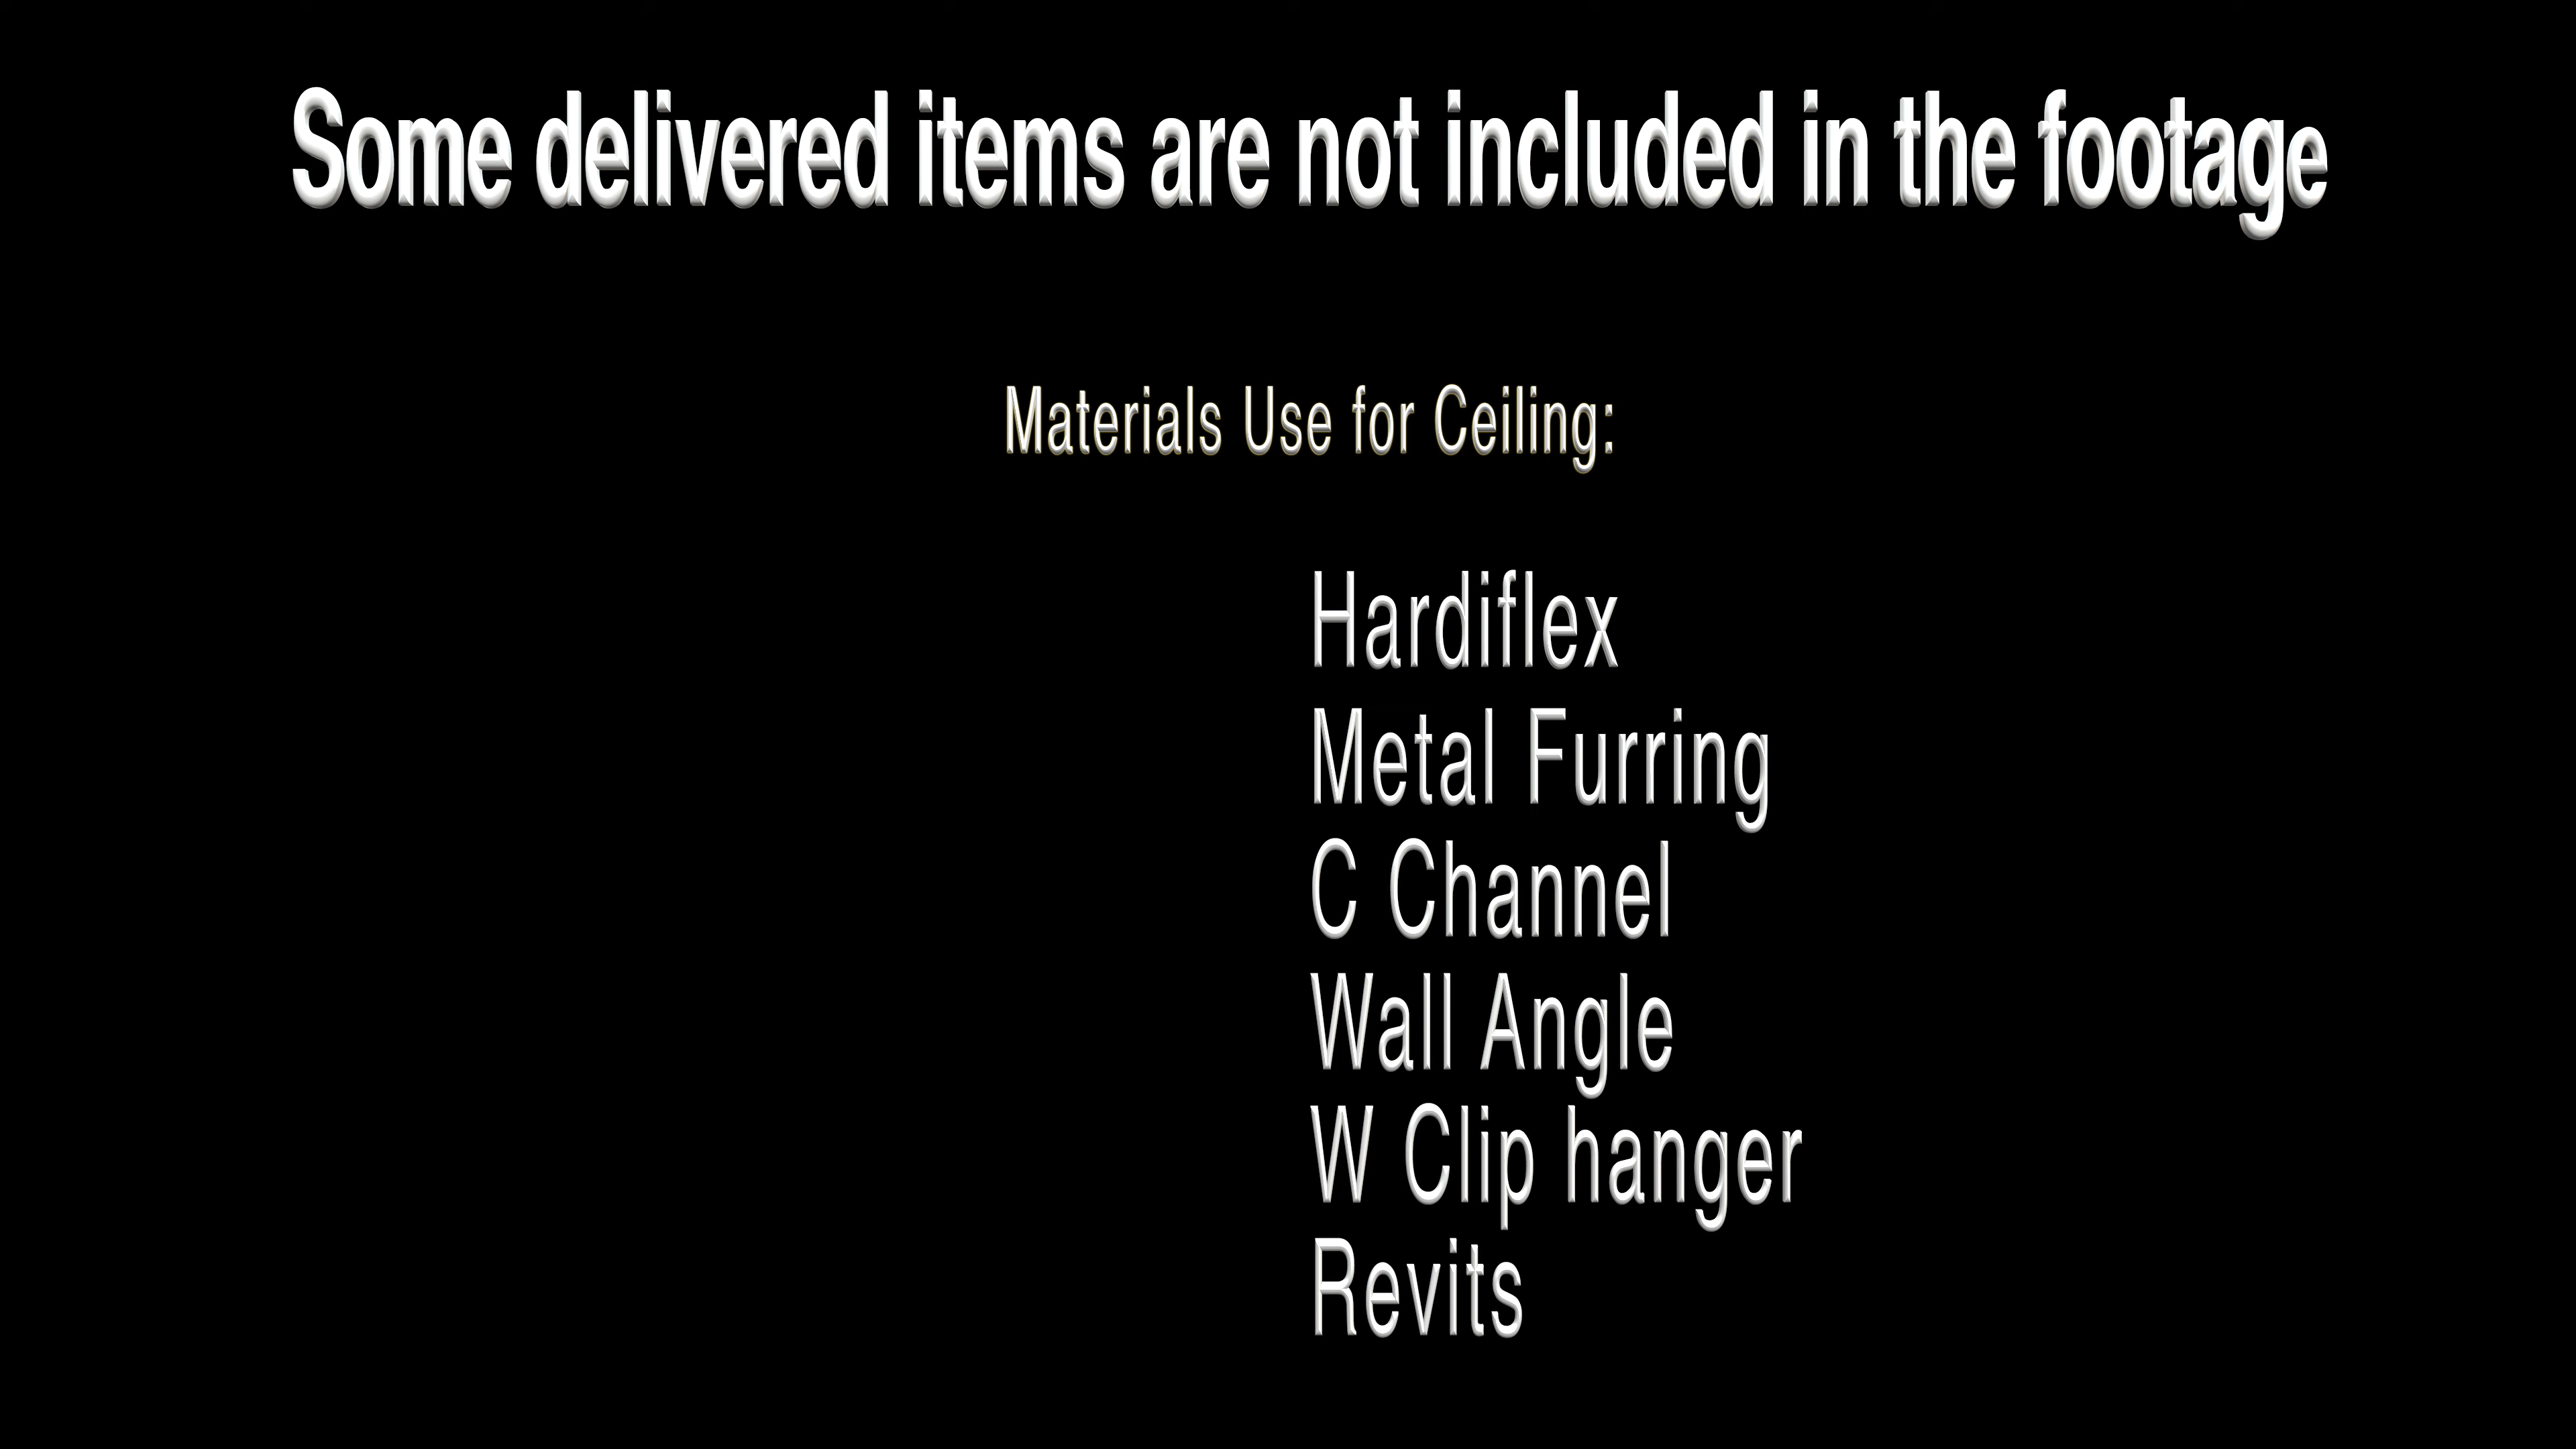 Some delivered items are not included in the footage
Materials Use for Ceiling:
Hardiflex
Metal Furring
C Channel
Wall Angle
W Clip hanger
Revits